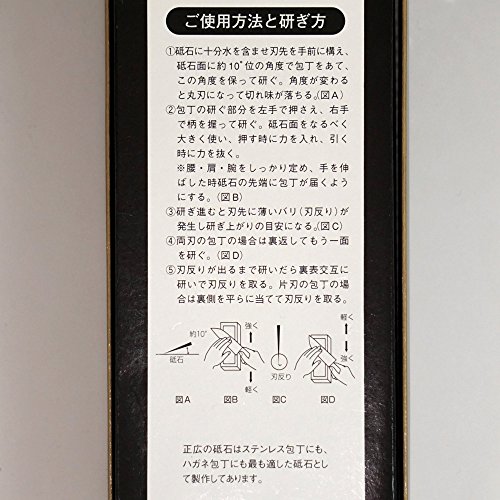 ご使用方法と研ぎ方
①砥石に十分水を含ませ刃先を手前に構え、
砥石面に約10°位の角度で包丁をあて、
この角度を保って研ぐ。角度が変わる
と丸刃になって切れ味が落ちる。(図A)
②包丁の研ぐ部分を左手で押さえ、右手
で柄を握って研ぐ。砥石面をなるべく
大きく使い、押す時に力を入れ、引く
時に力を抜く。
※腰・肩・腕をしっかり定め、手を伸
ばした時砥石の先端に包丁が届くよう
にする。(図B)
③研ぎ進むと刃先に薄いバリ(刃反り)が
発生し研ぎ上がりの目安になる。(図C)
④両刃の包丁の場合は裏返してもう一面
を研ぐ。(図D)
⑤刃反りが出るまで研いだら裏表交互に
研いで刃反りを取る。片刃の包丁の場
合は裏側を平らに当てて刃反りを取る。
約10°
砥石
図A
強く
軽く
図B
刃反り
図C
軽く
強く
図D
正広の砥石はステンレス包丁にも、
ハガネ包丁にも最も適した砥石とし
て製作してあります。